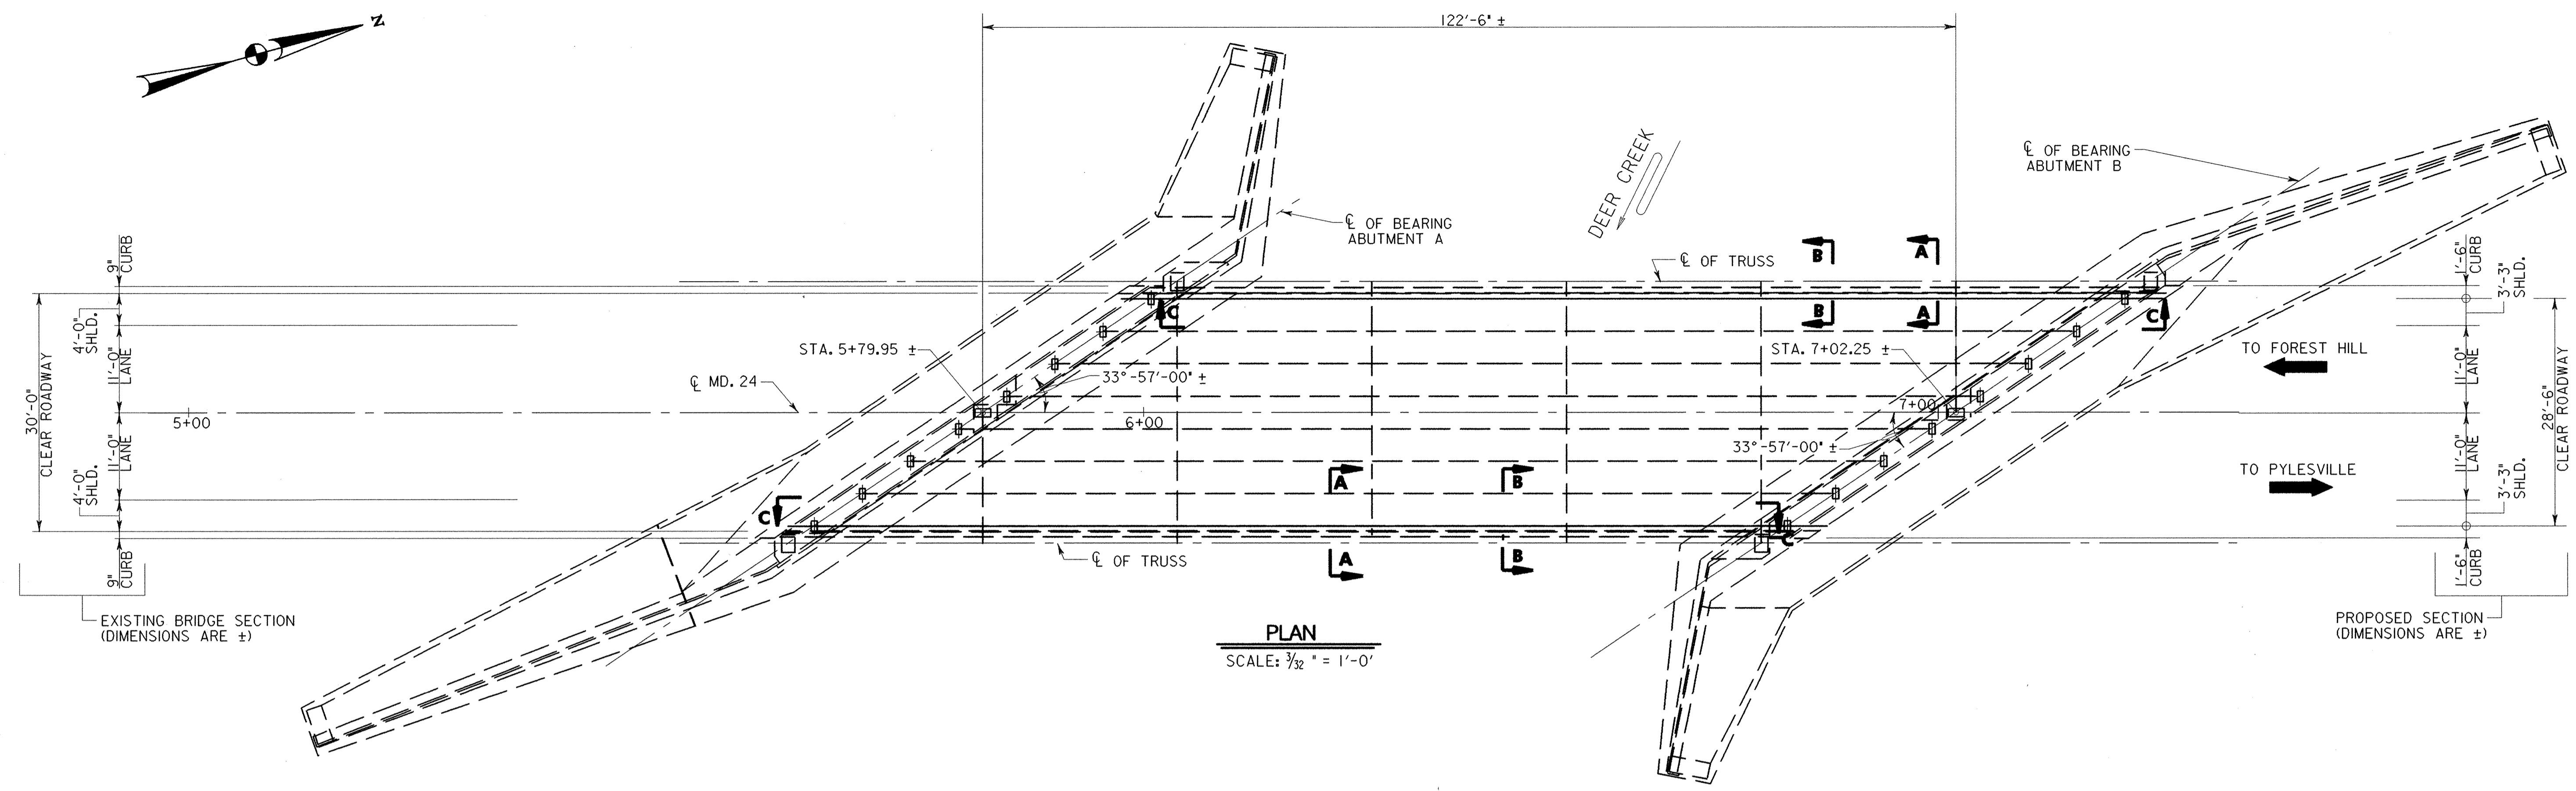 N
122'-6" ±
DEER CREEK
℄ OF BEARING
ABUTMENT A
℄ OF BEARING
ABUTMENT B
℄ OF TRUSS
B
A
B
A
C
C
9"
CURB
4'-0"
SHLD.
11'-0"
LANE
30'-0"
CLEAR ROADWAY
11'-0"
LANE
4'-0"
SHLD.
9"
CURB
1'-6"
CURB
3'-3"
SHLD.
11'-0"
LANE
28'-6"
CLEAR ROADWAY
11'-0"
LANE
3'-3"
SHLD.
1'-6"
CURB
STA. 5+79.95 ±
33°-57'-00" ±
℄ MD. 24
5+00
6+00
STA. 7+02.25 ±
7+00
33°-57'-00" ±
TO FOREST HILL
TO PYLESVILLE
A
B
C
C
A
B
℄ OF TRUSS
EXISTING BRIDGE SECTION
(DIMENSIONS ARE ±)
PROPOSED SECTION
(DIMENSIONS ARE ±)
PLAN
SCALE: 3/32 " = 1'-0'